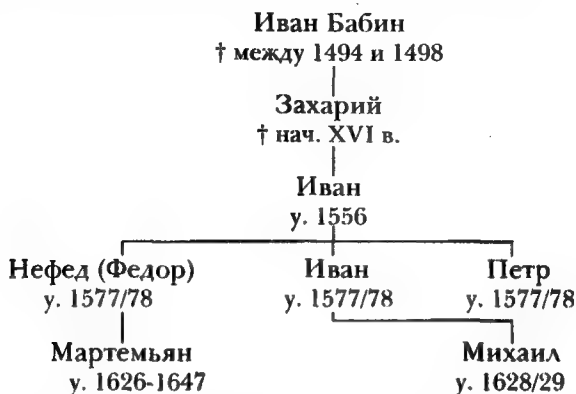 Иван Бабин
† между 1494 и 1498
Захарий
† нач. XVI в.
Иван
у. 1556
Нефед (Федор) Иван Петр
у. 1577/78 у. 1577/78 у. 1577/78
Мартемьян Михаил
у. 1626-1647 у. 1628/29